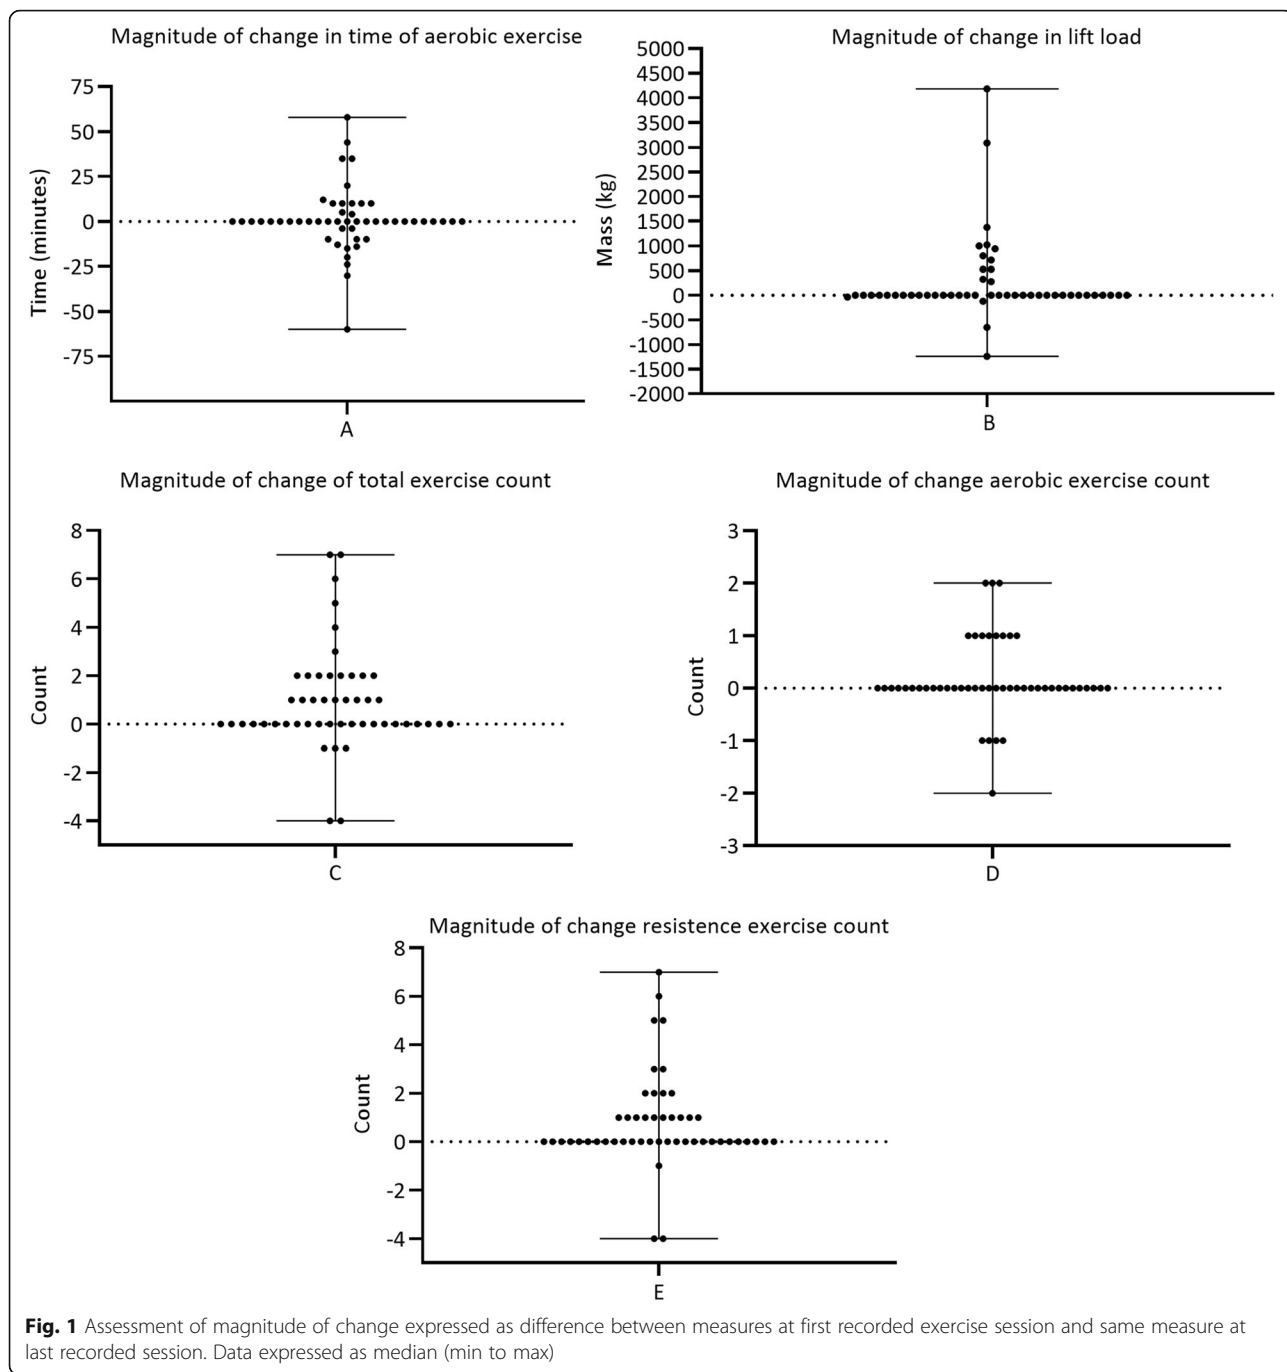 Magnitude of change in time of aerobic exercise
75
50
25
0
-25
-50
-75
Time (minutes)
A
Magnitude of change in lift load
5000
4500
4000
3500
3000
2500
2000
1500
1000
500
0
-500
-1000
-1500
-2000
Mass (kg)
B
Magnitude of change of total exercise count
8
6
4
2
0
-2
-4
Count
C
Magnitude of change aerobic exercise count
3
2
1
0
-1
-2
-3
Count
D
Magnitude of change resistence exercise count
8
6
4
2
0
-2
-4
Count
E
Fig. 1 Assessment of magnitude of change expressed as difference between measures at first recorded exercise session and same measure at
last recorded session. Data expressed as median (min to max)